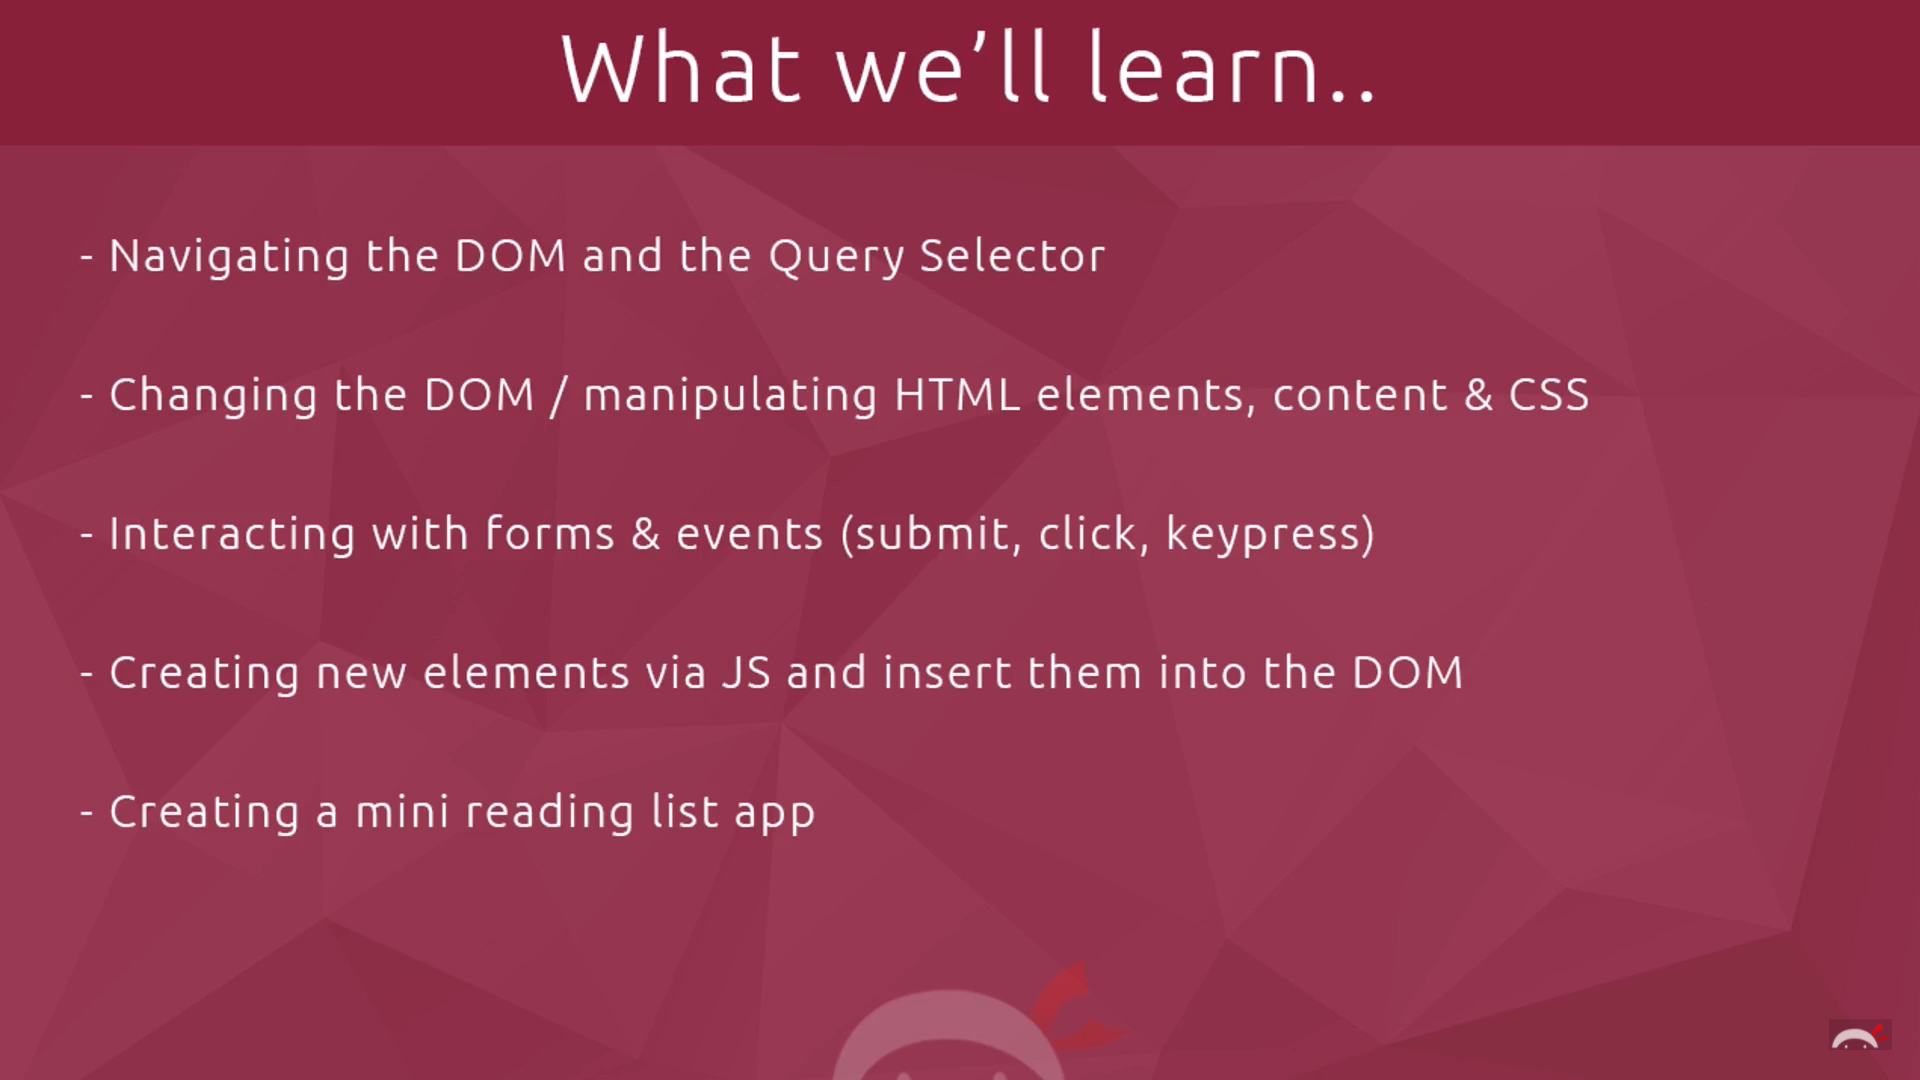 What we’ll learn..
- Navigating the DOM and the Query Selector
- Changing the DOM / manipulating HTML elements, content & CSS
- Interacting with forms & events (submit, click, keypress)
- Creating new elements via JS and insert them into the DOM
- Creating a mini reading list app